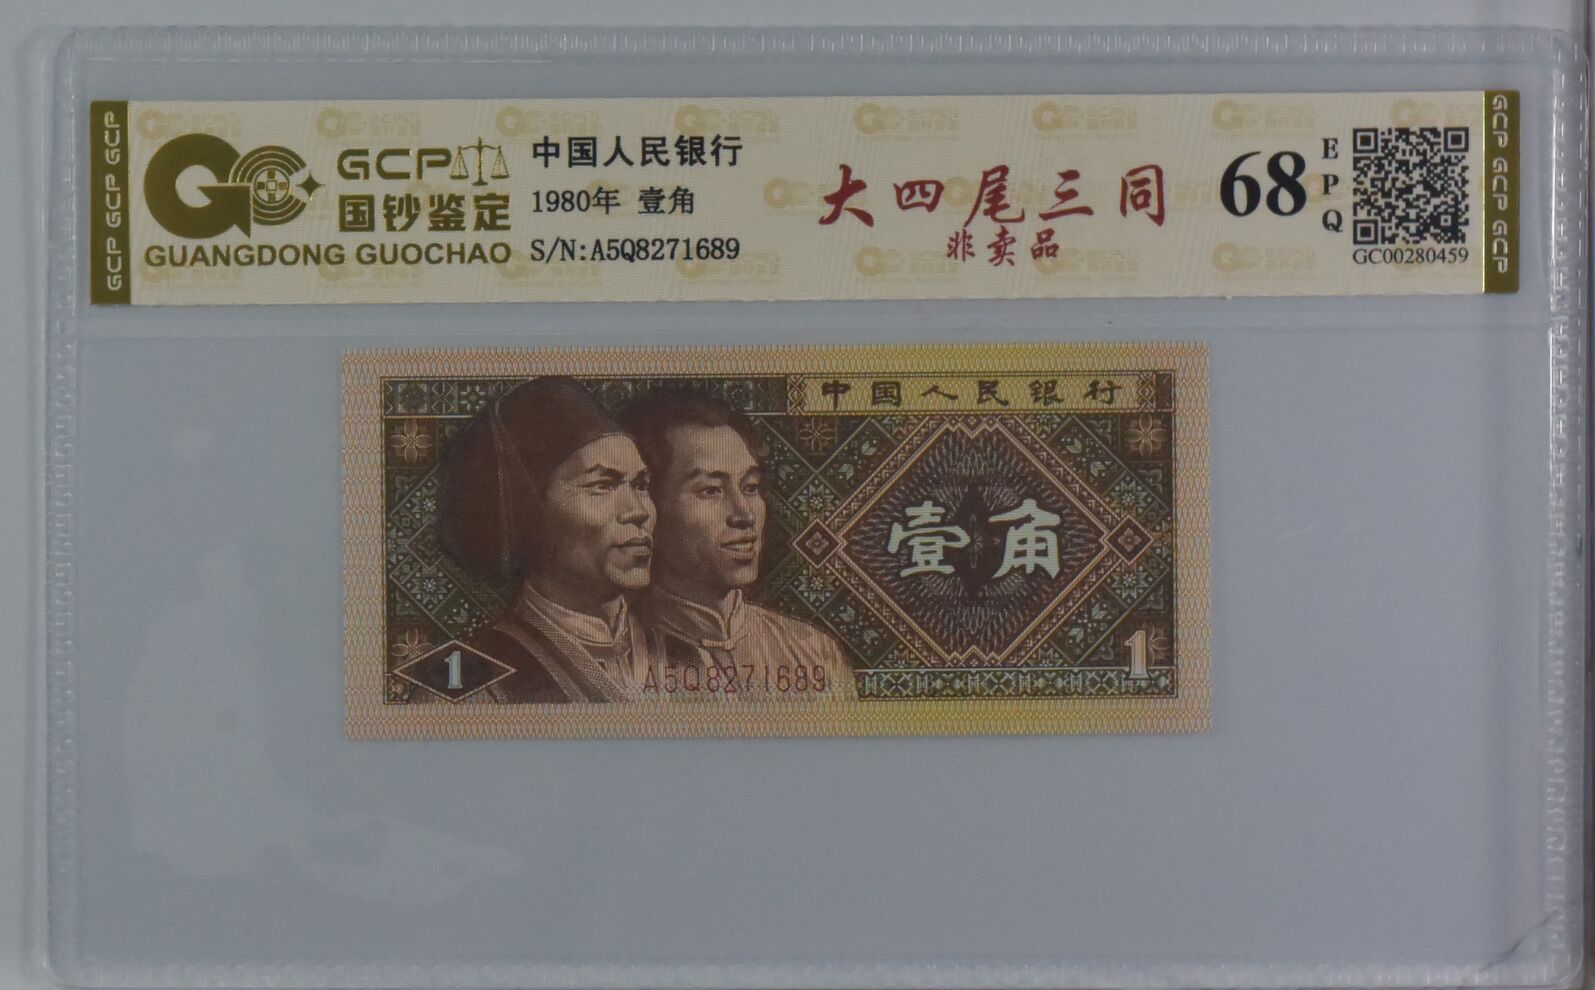 GCP GCP GCP
GCP
国钞鉴定
GUANGDONG GUOCHAO
中国人民银行
1980年 壹角
S/N:A5Q8271689
大四尾三同
非卖品
68
EPQ
GC00280459
GCP GCP GCP
中国人民银行
壹角
1
1
A5Q8271689